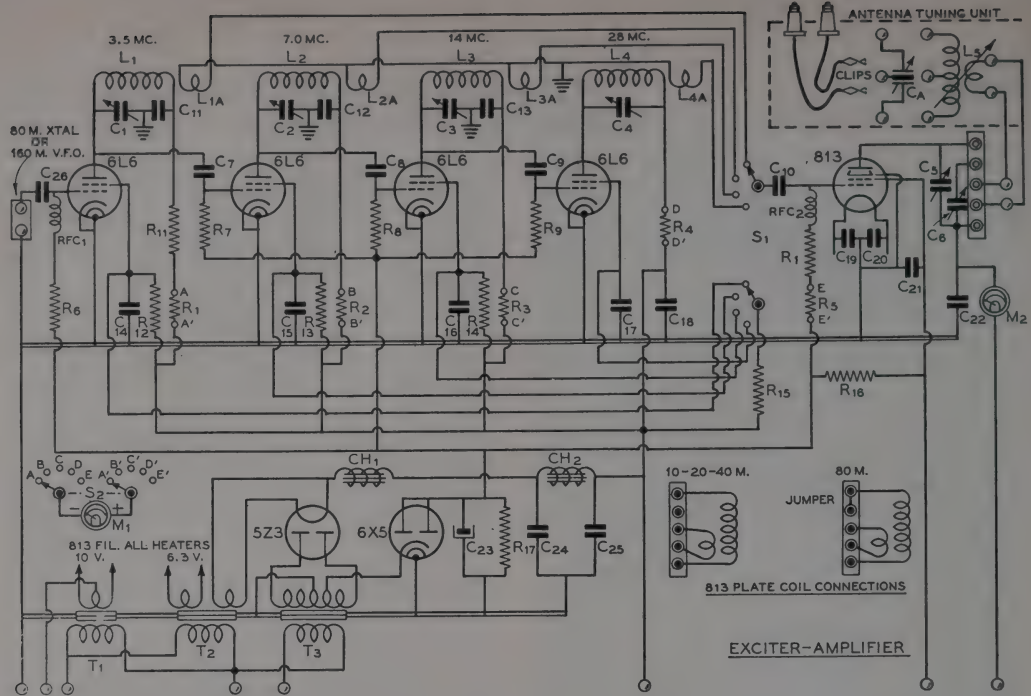 ANTENNA TUNING UNIT
3.5 MC. 7.0 MC. 14 MC. 28 MC.
L1 L2 L3 L4 L5
L1A L2A L3A L4A
CLIPS CA
C1 C11 C2 C12 C3 C13 C4
80 M. XTAL
OR
160 M. V.F.O.
C26 6L6 C7 6L6 C8 6L6 C9 6L6 C10 813 C5
RFC1 R11 R7 R8 R9 D R4 D' S1 RFC2 C6
R6 C19 C20 R1 C21
A R1 A' B R2 B' C R3 C' E R5 E'
C14 R12 C15 R13 C16 R14 C17 C18 C22 M2
R15 R16
CH1 CH2
A B C D E A' B' C' D' E'
S2
- + M1
10-20-40 M. 80 M.
JUMPER
5Z3 6X5 C23 R17 C24 C25
813 FIL. ALL HEATERS
10 V. 6.3 V.
813 PLATE COIL CONNECTIONS
T1 T2 T3
EXCITER-AMPLIFIER